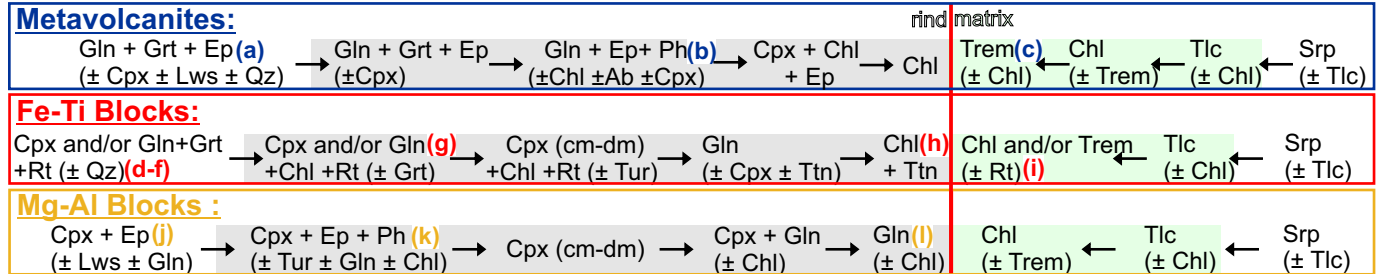 Metavolcanites:
rind matrix
Gln + Grt + Ep(a) → Gln + Grt + Ep → Gln + Ep+ Ph(b) → Cpx + Chl → Chl Trem(c) ← Chl ← Tlc ← Srp
(± Cpx ± Lws ± Qz) (±Cpx) (±Chl ±Ab ±Cpx) + Ep (± Chl) (± Trem) (± Chl) (± Tlc)
Fe-Ti Blocks:
Cpx and/or Gln+Grt → Cpx and/or Gln(g) → Cpx (cm-dm) → Gln → Chl(h) Chl and/or Trem ← Tlc ← Srp
+Rt (± Qz)(d-f) +Chl +Rt (± Grt) +Chl +Rt (± Tur) (± Cpx ± Ttn) + Ttn (± Rt)(i) (± Chl) (± Tlc)
Mg-Al Blocks :
Cpx + Ep(j) → Cpx + Ep + Ph (k) → Cpx (cm-dm) → Cpx + Gln → Gln(l) Chl ← Tlc ← Srp
(± Lws ± Gln) (± Tur ± Gln ± Chl) (± Chl) (± Chl) (± Trem) (± Chl) (± Tlc)